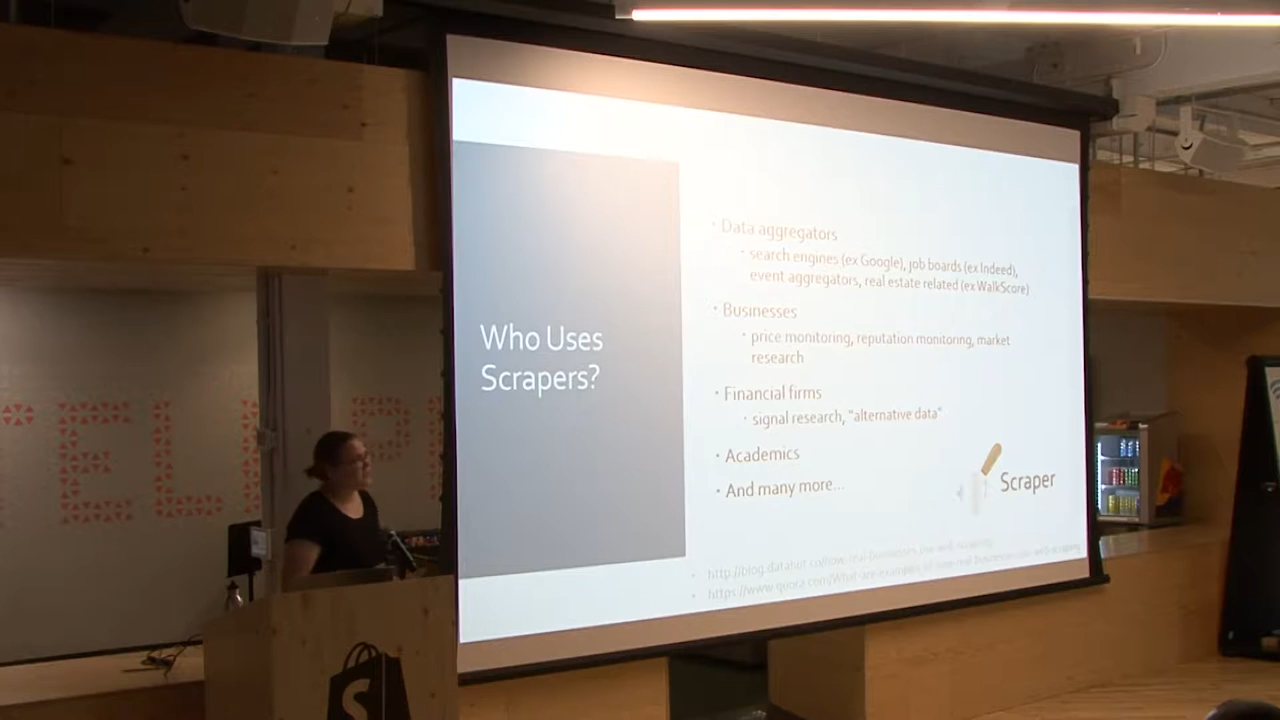 Who Uses
Scrapers?
Data aggregators
search engines (ex Google), job boards (ex Indeed),
event aggregators, real estate related (ex WalkScore)
Businesses
price monitoring, reputation monitoring, market
research
Financial firms
signal research, "alternative data"
Academics
And many more...
Scraper